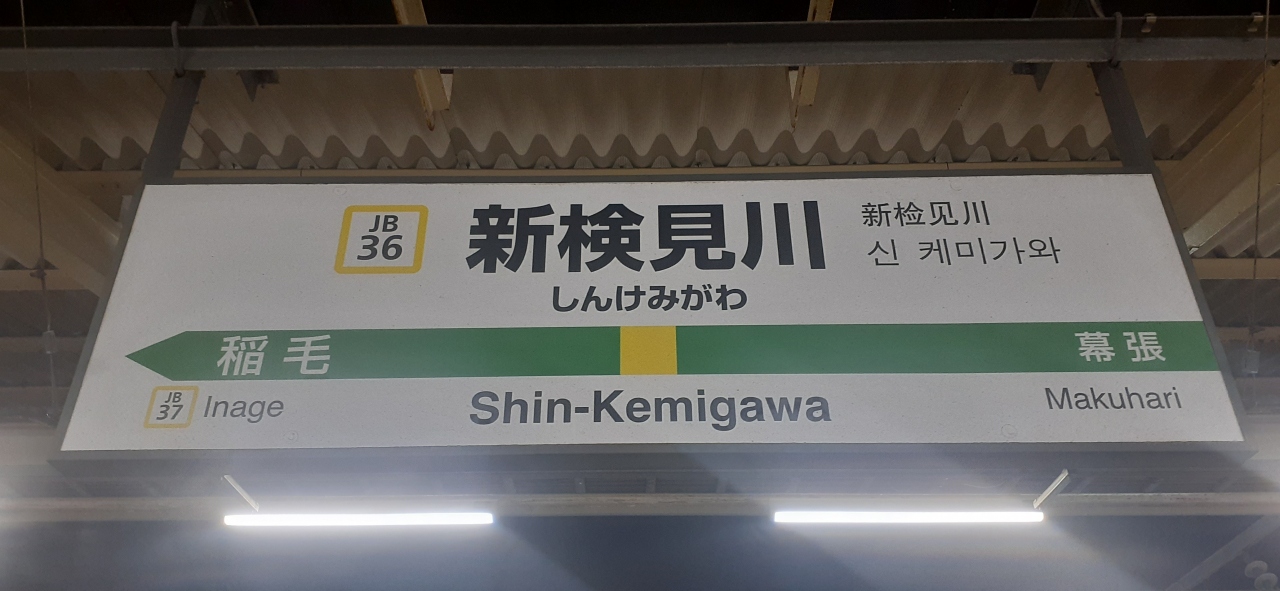 JB
36
新検見川
しんけみがわ
新检见川
신 케미가와
稲毛
幕張
JB
37
Inage
Shin-Kemigawa
Makuhari